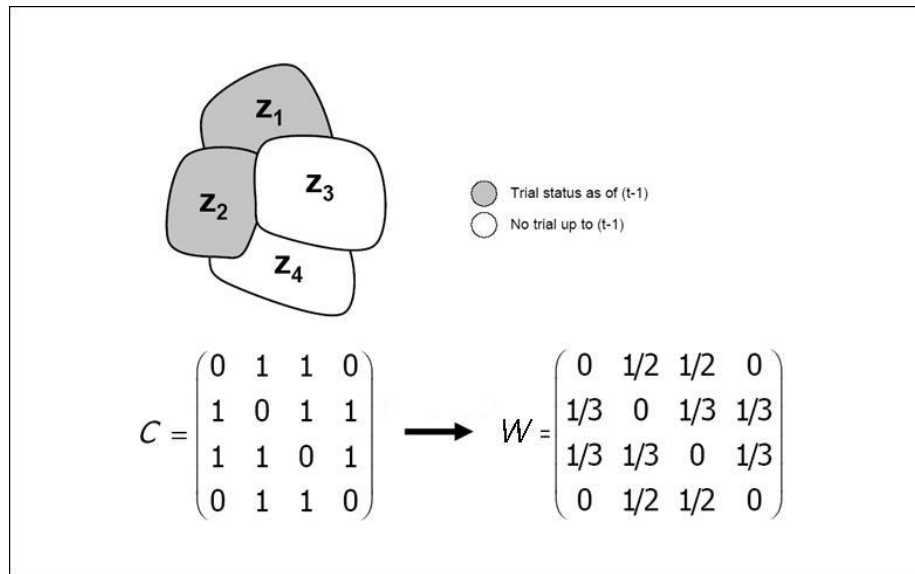 z1
z2
z3
z4
Trial status as of (t-1)
No trial up to (t-1)
C = 0 1 1 0
1 0 1 1
1 1 0 1
0 1 1 0
W = 0 1/2 1/2 0
1/3 0 1/3 1/3
1/3 1/3 0 1/3
0 1/2 1/2 0